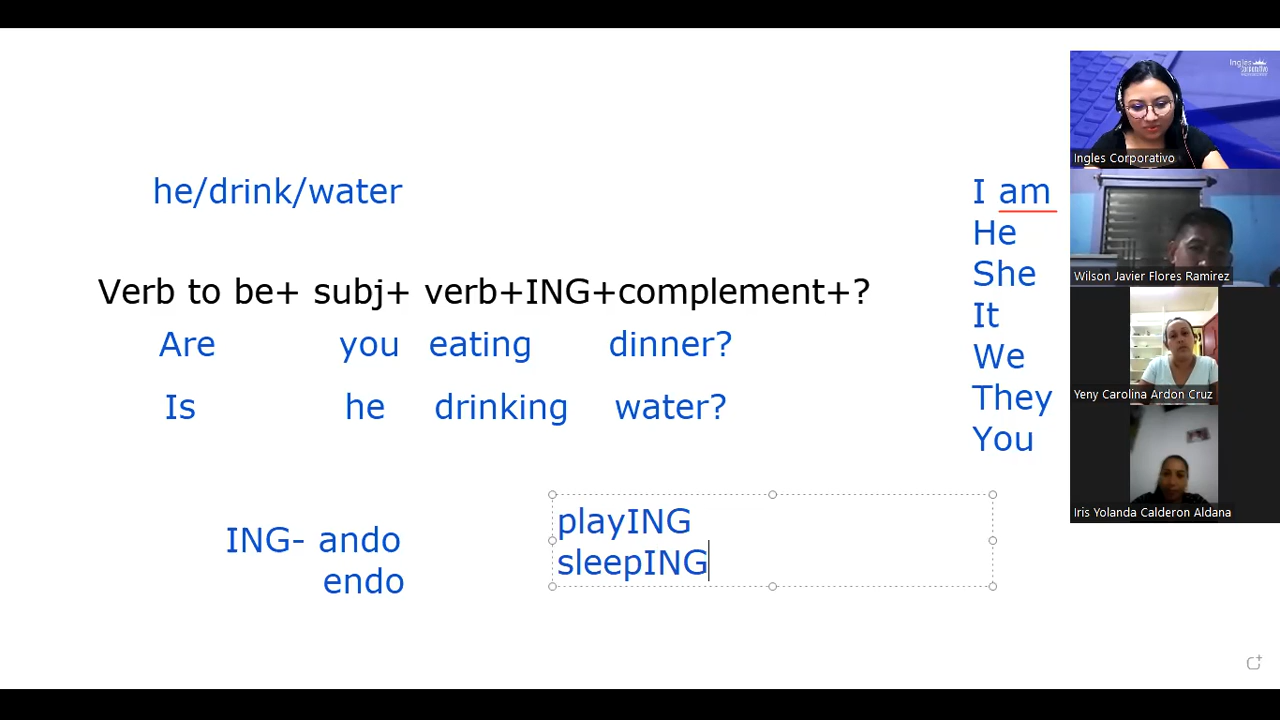 he/drink/water
Verb to be+ subj+ verb+ING+complement+?
Are you eating dinner?
Is he drinking water?
ING- ando
endo
playING
sleepING
I am
He
She
It
We
They
You
Ingles
Corporativo
Ingles Corporativo
Wilson Javier Flores Ramirez
Yeny Carolina Ardon Cruz
Iris Yolanda Calderon Aldana